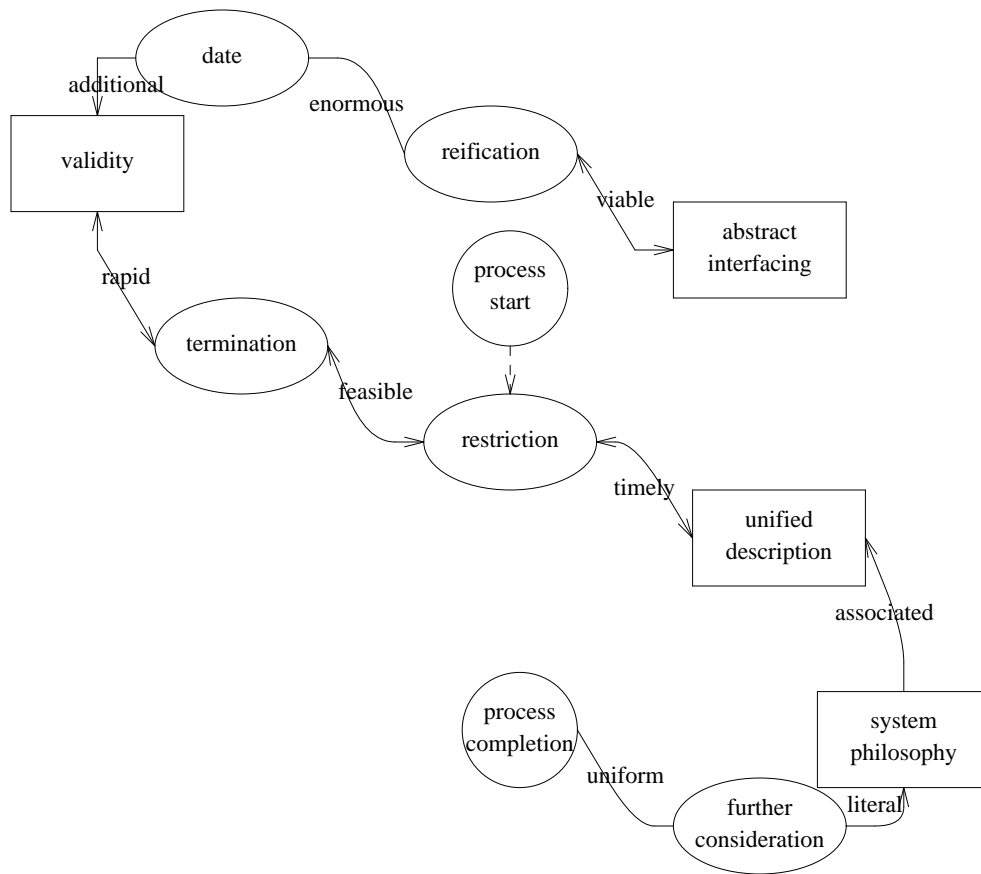 date
additional
enormous
reification
validity
viable
abstract
interfacing
process
start
rapid
termination
feasible
restriction
timely
unified
description
associated
process
completion
system
philosophy
uniform
further
consideration
literal